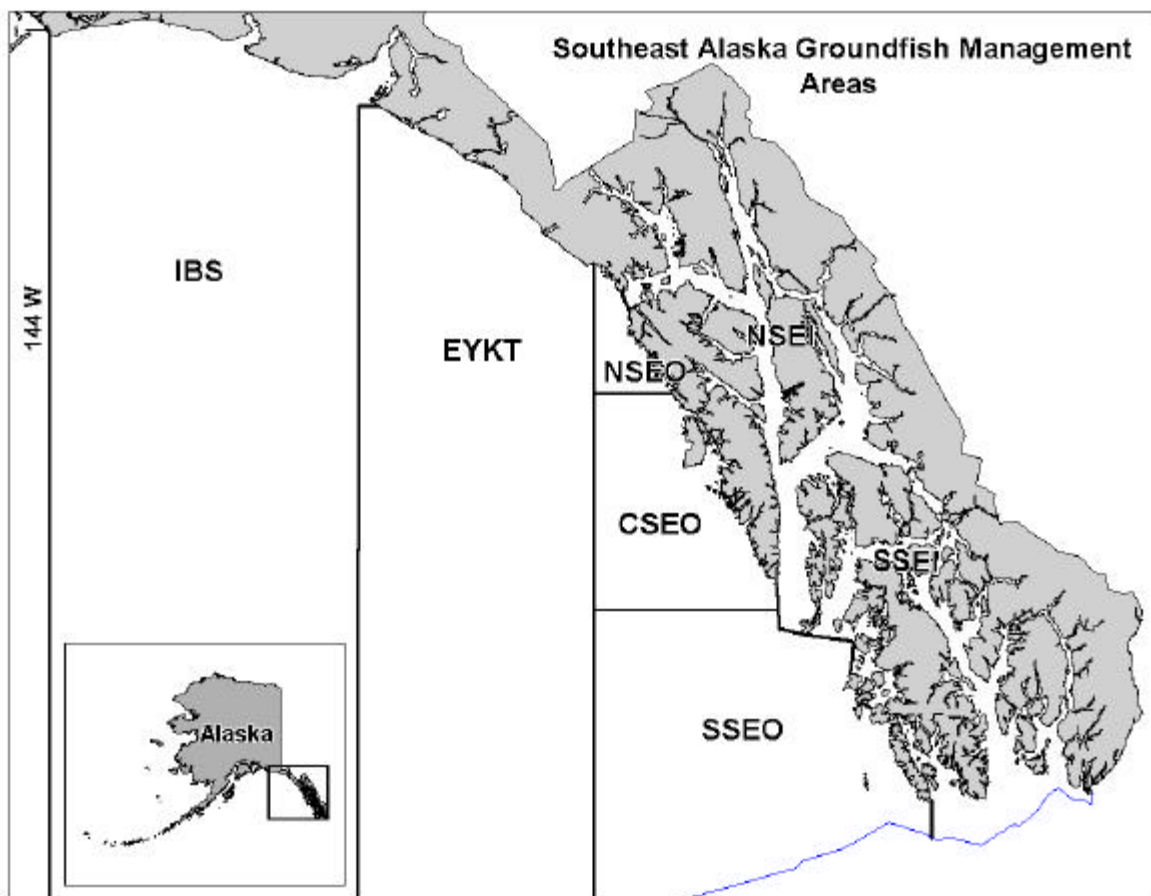 Southeast Alaska Groundfish Management
Areas
IBS
144 W
EYKT
NSEI
NSEO
CSEO
SSEI
SSEO
Alaska